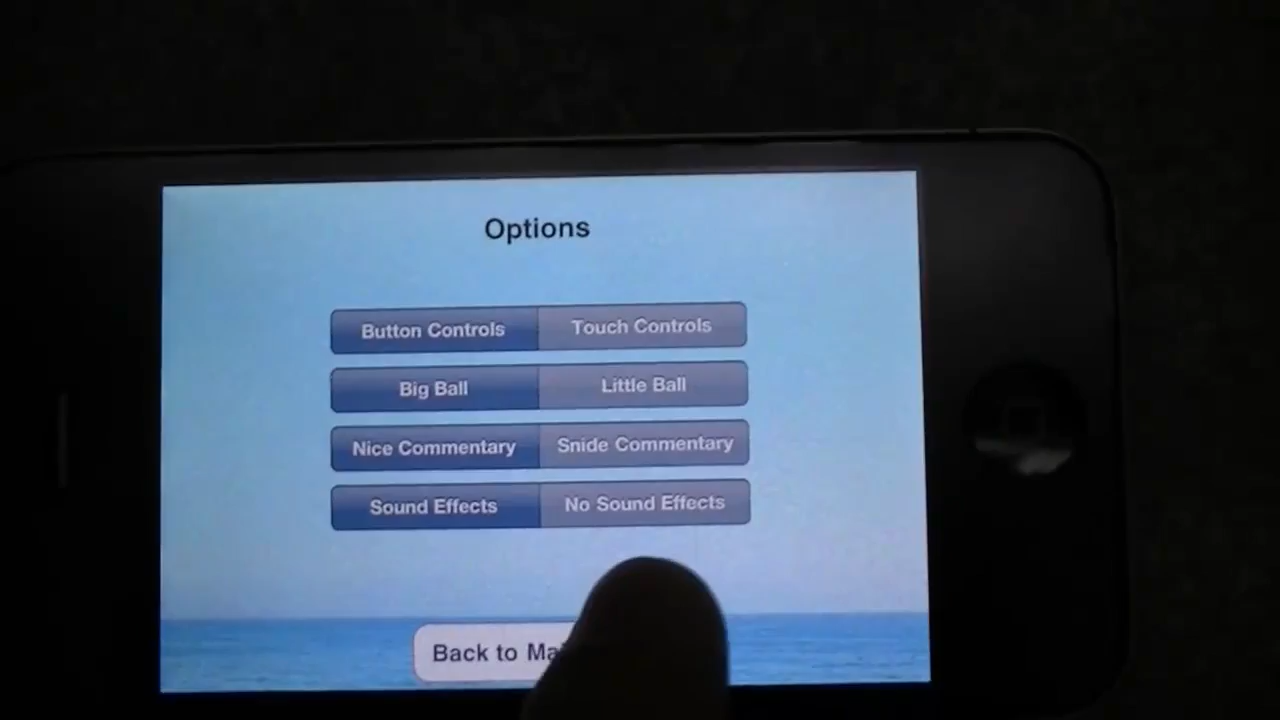 Options
Button Controls Touch Controls
Big Ball Little Ball
Nice Commentary Snide Commentary
Sound Effects No Sound Effects
Back to